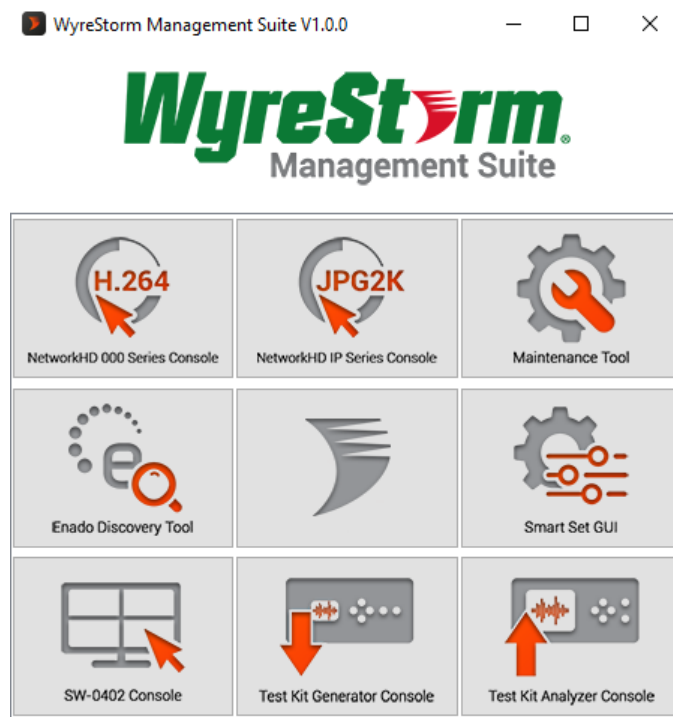 WyreStorm Management Suite V1.0.0
WyreStorm®
Management Suite
H.264
JPG2K
NetworkHD 000 Series Console
NetworkHD IP Series Console
Maintenance Tool
e
Enado Discovery Tool
Smart Set GUI
SW-0402 Console
Test Kit Generator Console
Test Kit Analyzer Console